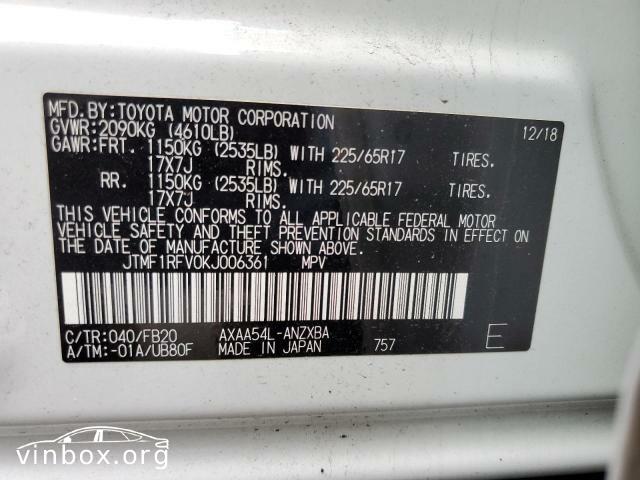 MFD.BY:TOYOTA MOTOR CORPORATION 12/18
GVWR:2090KG (4610LB)
GAWR:FRT. 1150KG (2535LB) WITH 225/65R17 TIRES.
17X7J RIMS.
RR. 1150KG (2535LB) WITH 225/65R17 TIRES.
17X7J RIMS.
THIS VEHICLE CONFORMS TO ALL APPLICABLE FEDERAL MOTOR
VEHICLE SAFETY AND THEFT PREVENTION STANDARDS IN EFFECT ON
THE DATE OF MANUFACTURE SHOWN ABOVE.
JTMF1RFV0KJ006361 MPV
C/TR:040/FB20 AXAA54L-ANZXBA
A/TM:-01A/UB80F MADE IN JAPAN 757 E
vinbox.org